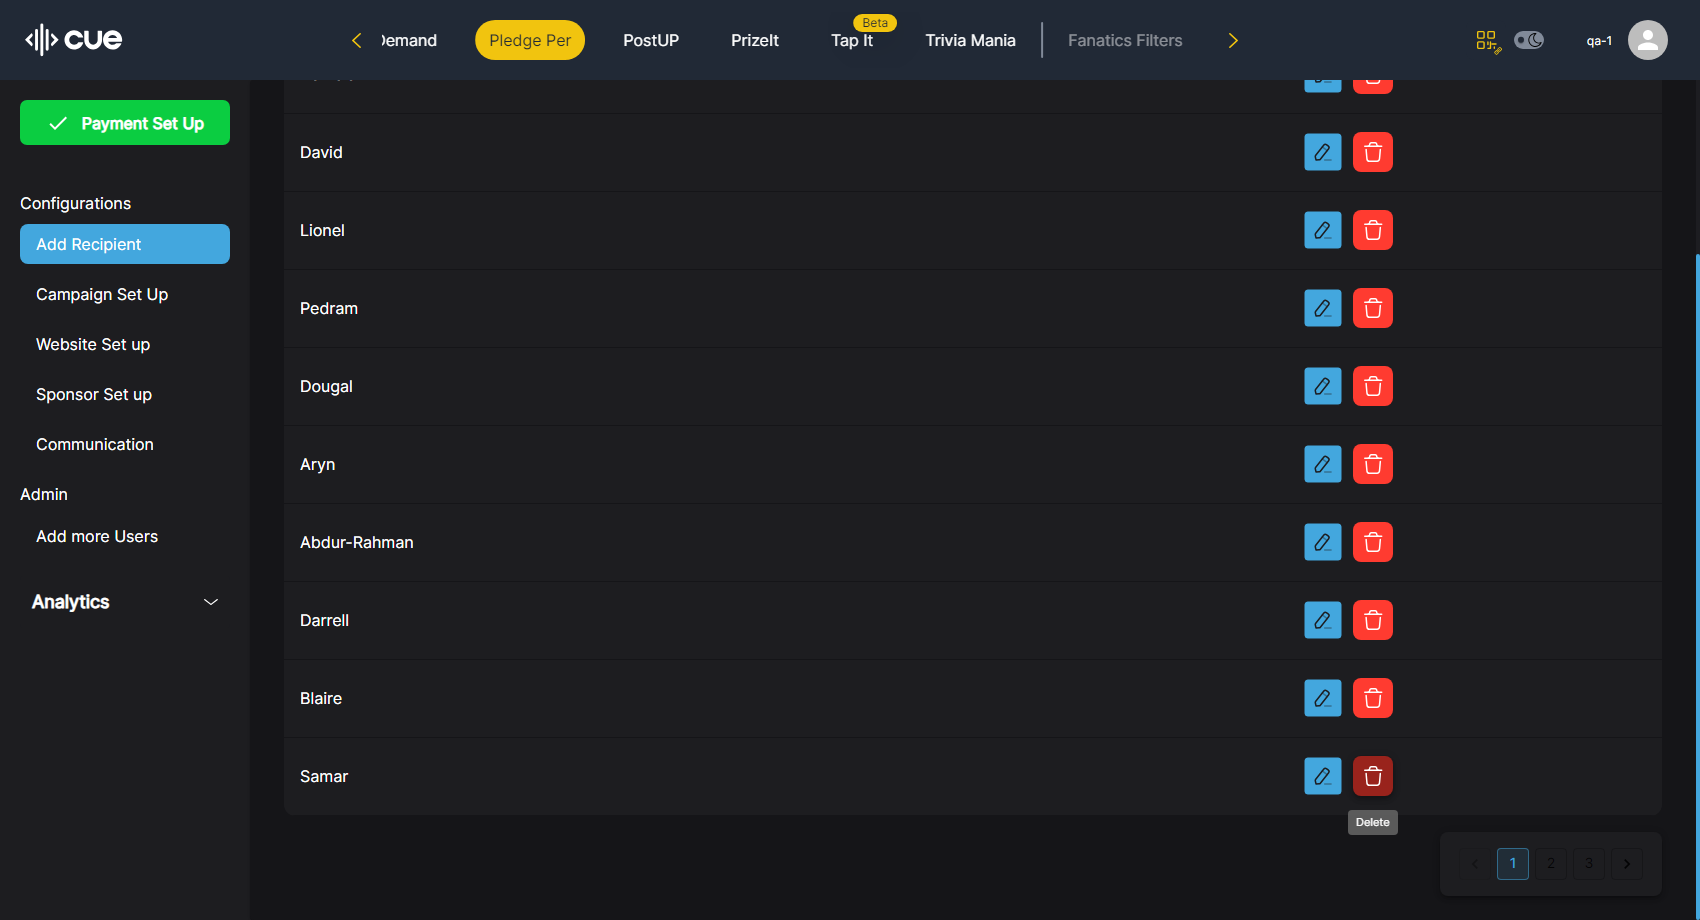 cue
Demand
Pledge Per
PostUP
PrizeIt
Beta
Tap It
Trivia Mania
Fanatics Filters
qa-1
Payment Set Up
Configurations
Add Recipient
Campaign Set Up
Website Set up
Sponsor Set up
Communication
Admin
Add more Users
Analytics
David
Lionel
Pedram
Dougal
Aryn
Abdur-Rahman
Darrell
Blaire
Samar
Delete
1 2 3